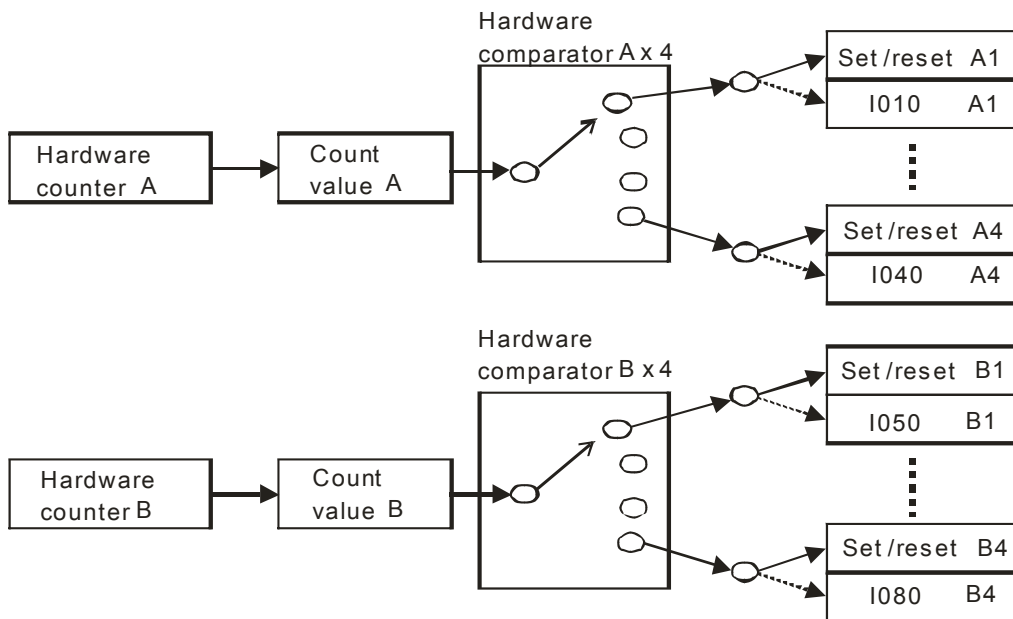 Hardware
comparator A x 4
Set/reset A1
I010 A1
Hardware
counter A
Count
value A
Set/reset A4
I040 A4
Hardware
comparator B x 4
Set/reset B1
I050 B1
Hardware
counter B
Count
value B
Set/reset B4
I080 B4